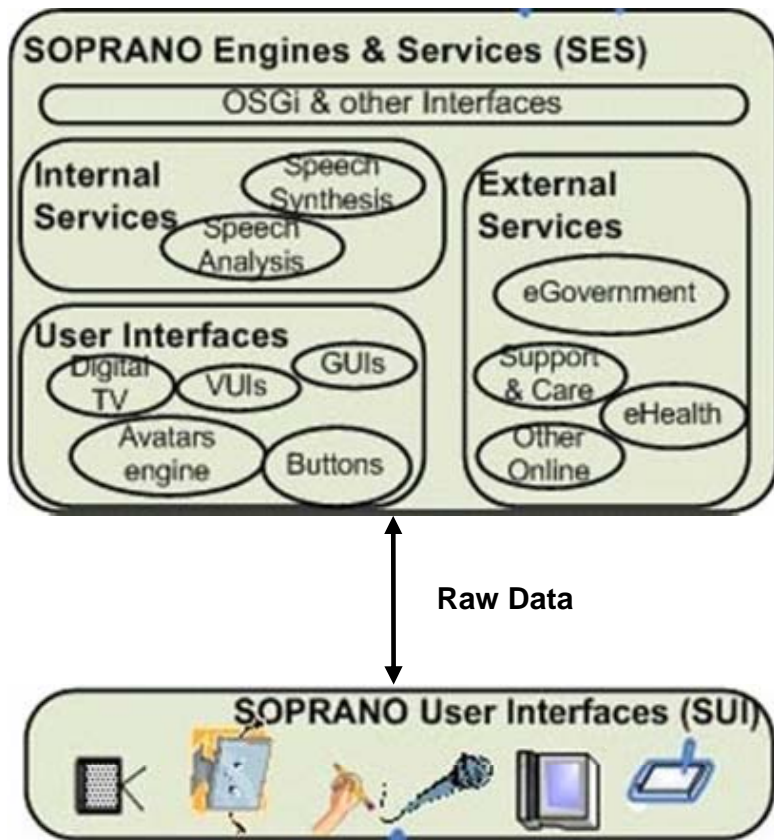 SOPRANO Engines & Services (SES)
OSGi & other Interfaces
Internal
Services
Speech
Synthesis
Speech
Analysis
User Interfaces
Digital
TV
VUIs
GUIs
Avatars
engine
Buttons
External
Services
eGovernment
Support
& Care
eHealth
Other
Online
Raw Data
SOPRANO User Interfaces (SUI)